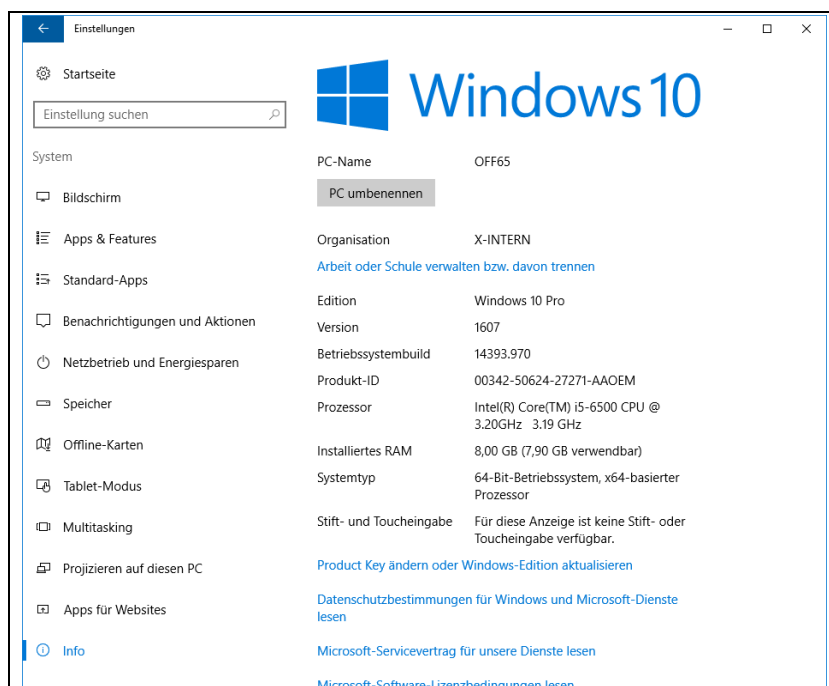 Einstellungen
Startseite
Einstellung suchen
System
Bildschirm
Apps & Features
Standard-Apps
Benachrichtigungen und Aktionen
Netzbetrieb und Energiesparen
Speicher
Offline-Karten
Tablet-Modus
Multitasking
Projizieren auf diesen PC
Apps für Websites
Info
Windows 10
PC-Name OFF65
PC umbenennen
Organisation X-INTERN
Arbeit oder Schule verwalten bzw. davon trennen
Edition Windows 10 Pro
Version 1607
Betriebssystembuild 14393.970
Produkt-ID 00342-50624-27271-AAOEM
Prozessor Intel(R) Core(TM) i5-6500 CPU @
3.20GHz 3.19 GHz
Installiertes RAM 8,00 GB (7,90 GB verwendbar)
Systemtyp 64-Bit-Betriebssystem, x64-basierter
Prozessor
Stift- und Toucheingabe Für diese Anzeige ist keine Stift- oder
Toucheingabe verfügbar.
Product Key ändern oder Windows-Edition aktualisieren
Datenschutzbestimmungen für Windows und Microsoft-Dienste
lesen
Microsoft-Servicevertrag für unsere Dienste lesen
Microsoft-Software-Lizenzbedingungen lesen